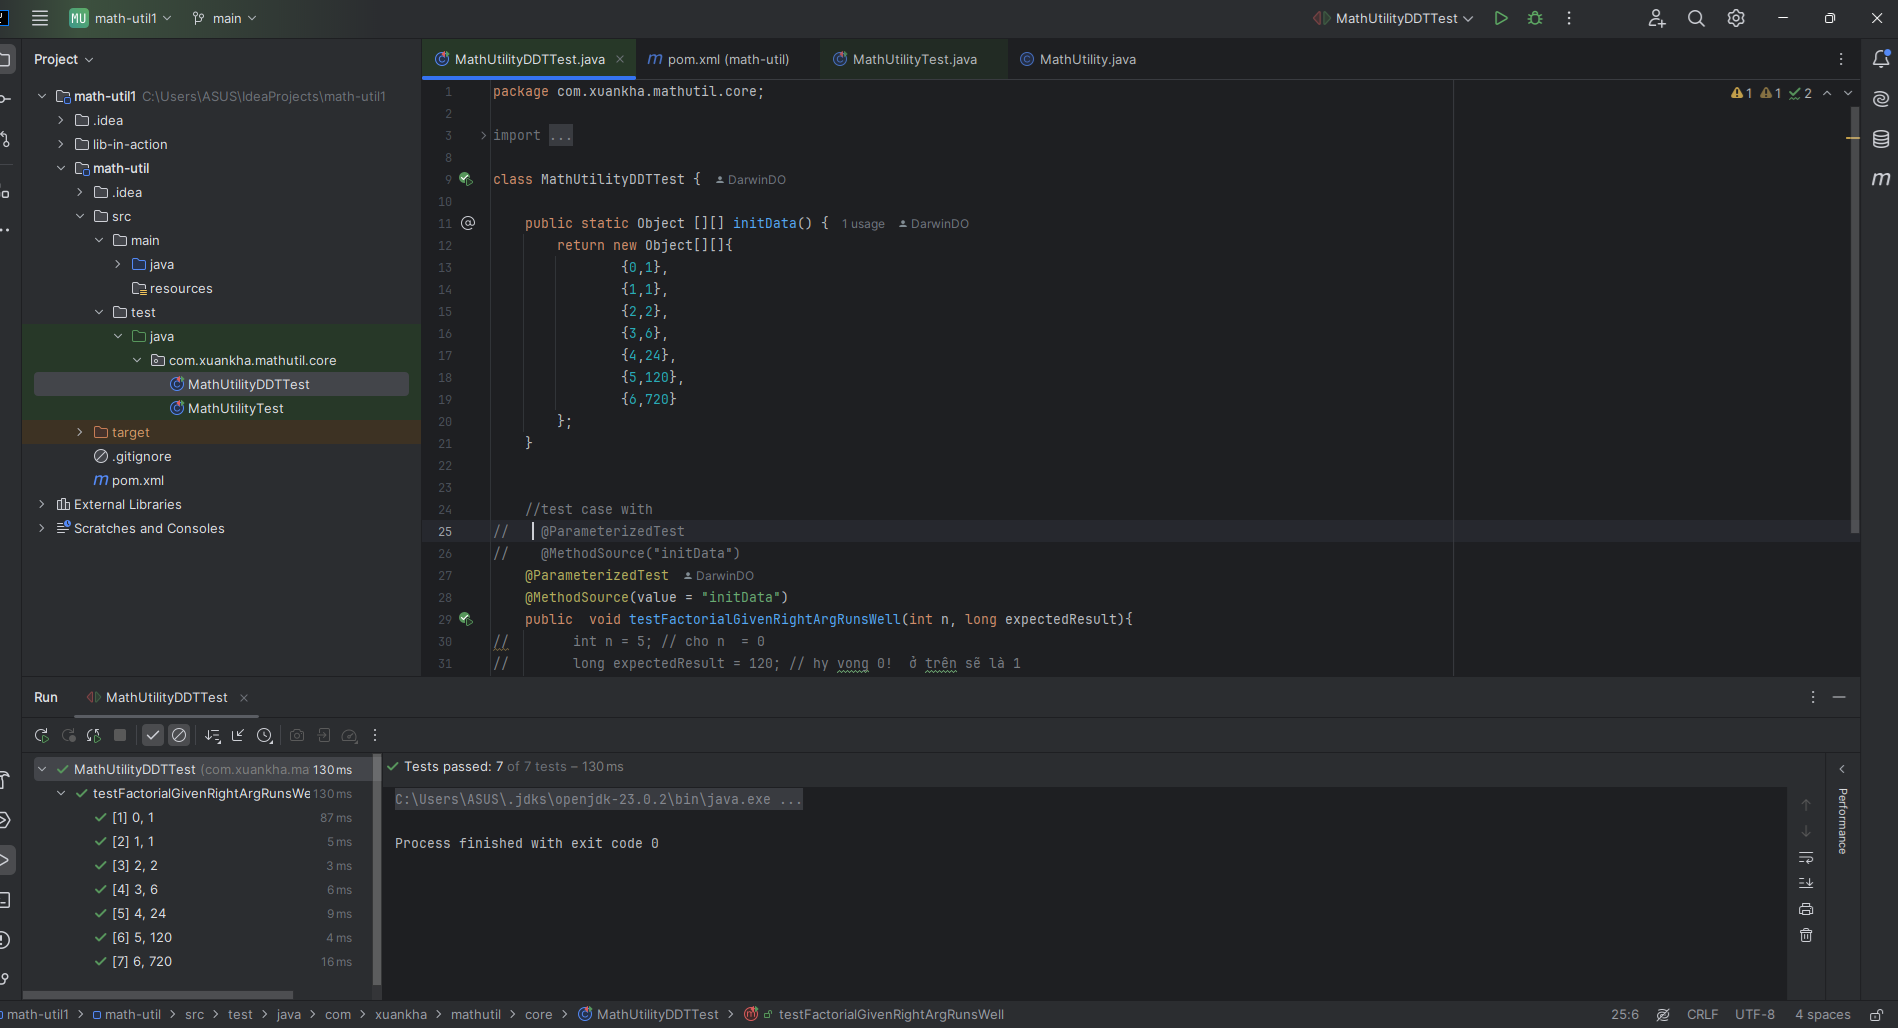 MU math-util1 main MathUtilityDDTTest
Project
MathUtilityDDTTest.java pom.xml (math-util) MathUtilityTest.java MathUtility.java
math-util1 C:\Users\ASUS\IdeaProjects\math-util1
.idea
lib-in-action
math-util
.idea
src
main
java
resources
test
java
com.xuankha.mathutil.core
MathUtilityDDTTest
MathUtilityTest
target
.gitignore
pom.xml
External Libraries
Scratches and Consoles
1 1 2
1 package com.xuankha.mathutil.core;
2
3 import ...
8
9 class MathUtilityDDTTest { DarwinDO
10
11 public static Object [][] initData() { 1 usage DarwinDO
12 return new Object[][]{
13 {0,1},
14 {1,1},
15 {2,2},
16 {3,6},
17 {4,24},
18 {5,120},
19 {6,720}
20 };
21 }
22
23
24 //test case with
25 // @ParameterizedTest
26 // @MethodSource("initData")
27 @ParameterizedTest DarwinDO
28 @MethodSource(value = "initData")
29 public  void testFactorialGivenRightArgRunsWell(int n, long expectedResult){
30 // int n = 5; // cho n  = 0
31 // long expectedResult = 120; // hy vong 0!  ở trên sẽ là 1
Run MathUtilityDDTTest
MathUtilityDDTTest (com.xuankha.ma 130 ms
testFactorialGivenRightArgRunsWe 130 ms
[1] 0, 1 87 ms
[2] 1, 1 5 ms
[3] 2, 2 3 ms
[4] 3, 6 6 ms
[5] 4, 24 9 ms
[6] 5, 120 4 ms
[7] 6, 720 16 ms
Tests passed: 7 of 7 tests – 130 ms
C:\Users\ASUS\.jdks\openjdk-23.0.2\bin\java.exe ...
Process finished with exit code 0
Performance
math-util1 math-util src test java com xuankha mathutil core MathUtilityDDTTest testFactorialGivenRightArgRunsWell
25:6 CRLF UTF-8 4 spaces